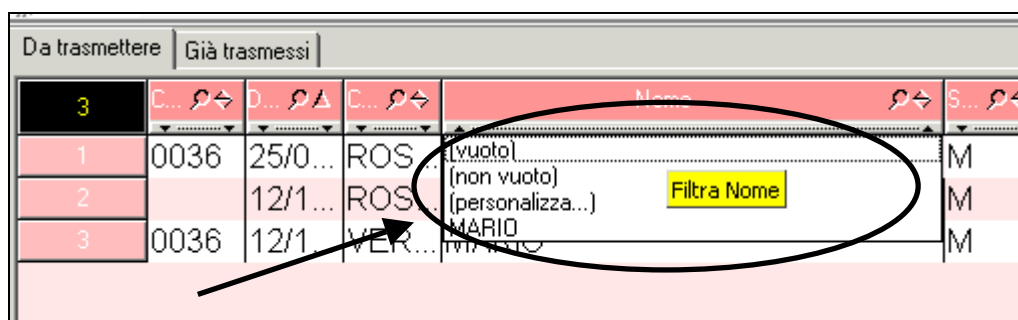 Da trasmettere Già trasmessi
3 C... D... C... Nome S...
1 0036 25/0... ROS... (vuoto) M
(non vuoto)
2 12/1... ROS... (personalizza...) Filtra Nome M
MARIO
3 0036 12/1... VER... MARIO M